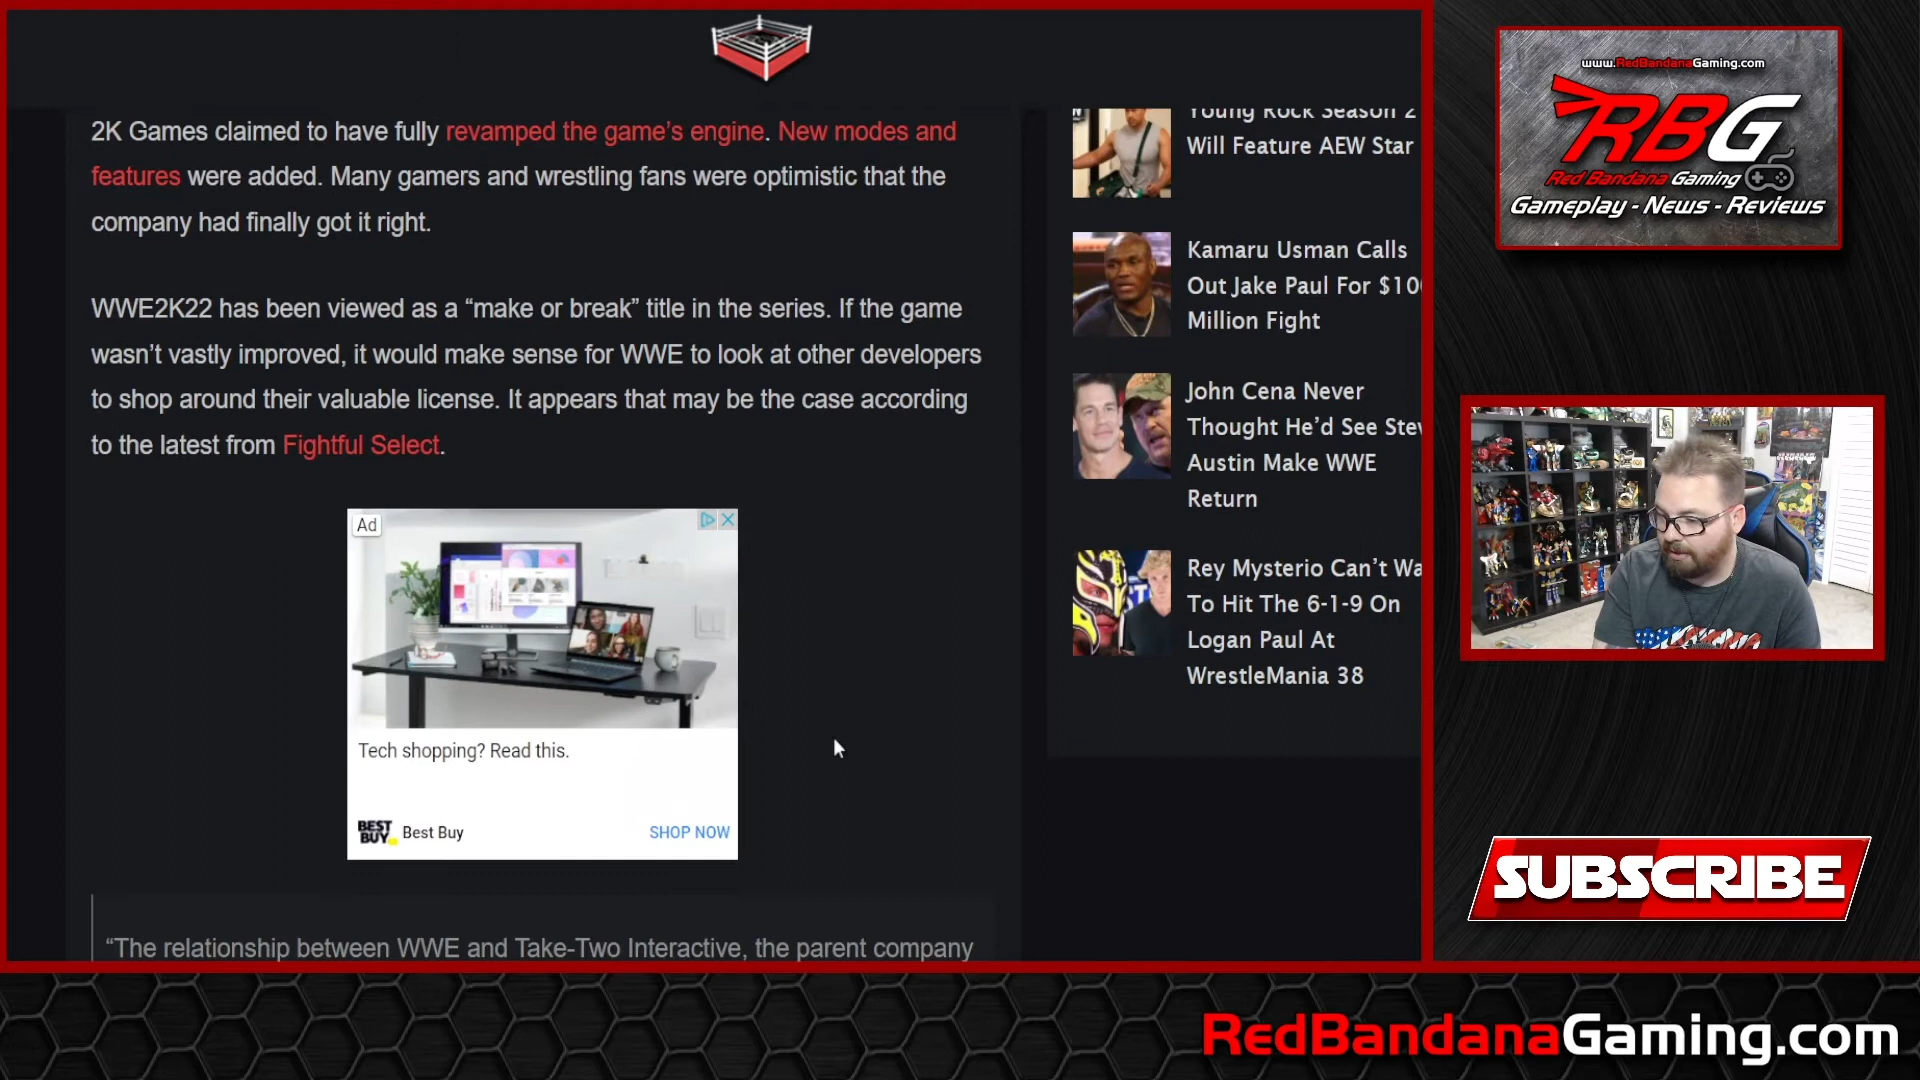 2K Games claimed to have fully revamped the game's engine. New modes and
features were added. Many gamers and wrestling fans were optimistic that the
company had finally got it right.
WWE2K22 has been viewed as a “make or break” title in the series. If the game
wasn't vastly improved, it would make sense for WWE to look at other developers
to shop around their valuable license. It appears that may be the case according
to the latest from Fightful Select.
Ad
Tech shopping? Read this.
BEST
BUY
Best Buy
SHOP NOW
“The relationship between WWE and Take-Two Interactive, the parent company
Young Rock Season 2
Will Feature AEW Star
Kamaru Usman Calls
Out Jake Paul For $10
Million Fight
John Cena Never
Thought He'd See Stev
Austin Make WWE
Return
Rey Mysterio Can't Wa
To Hit The 6-1-9 On
Logan Paul At
WrestleMania 38
www.RedBandanaGaming.com
RBG
Red Bandana Gaming
Gameplay - News - Reviews
SUBSCRIBE
RedBandanaGaming.com